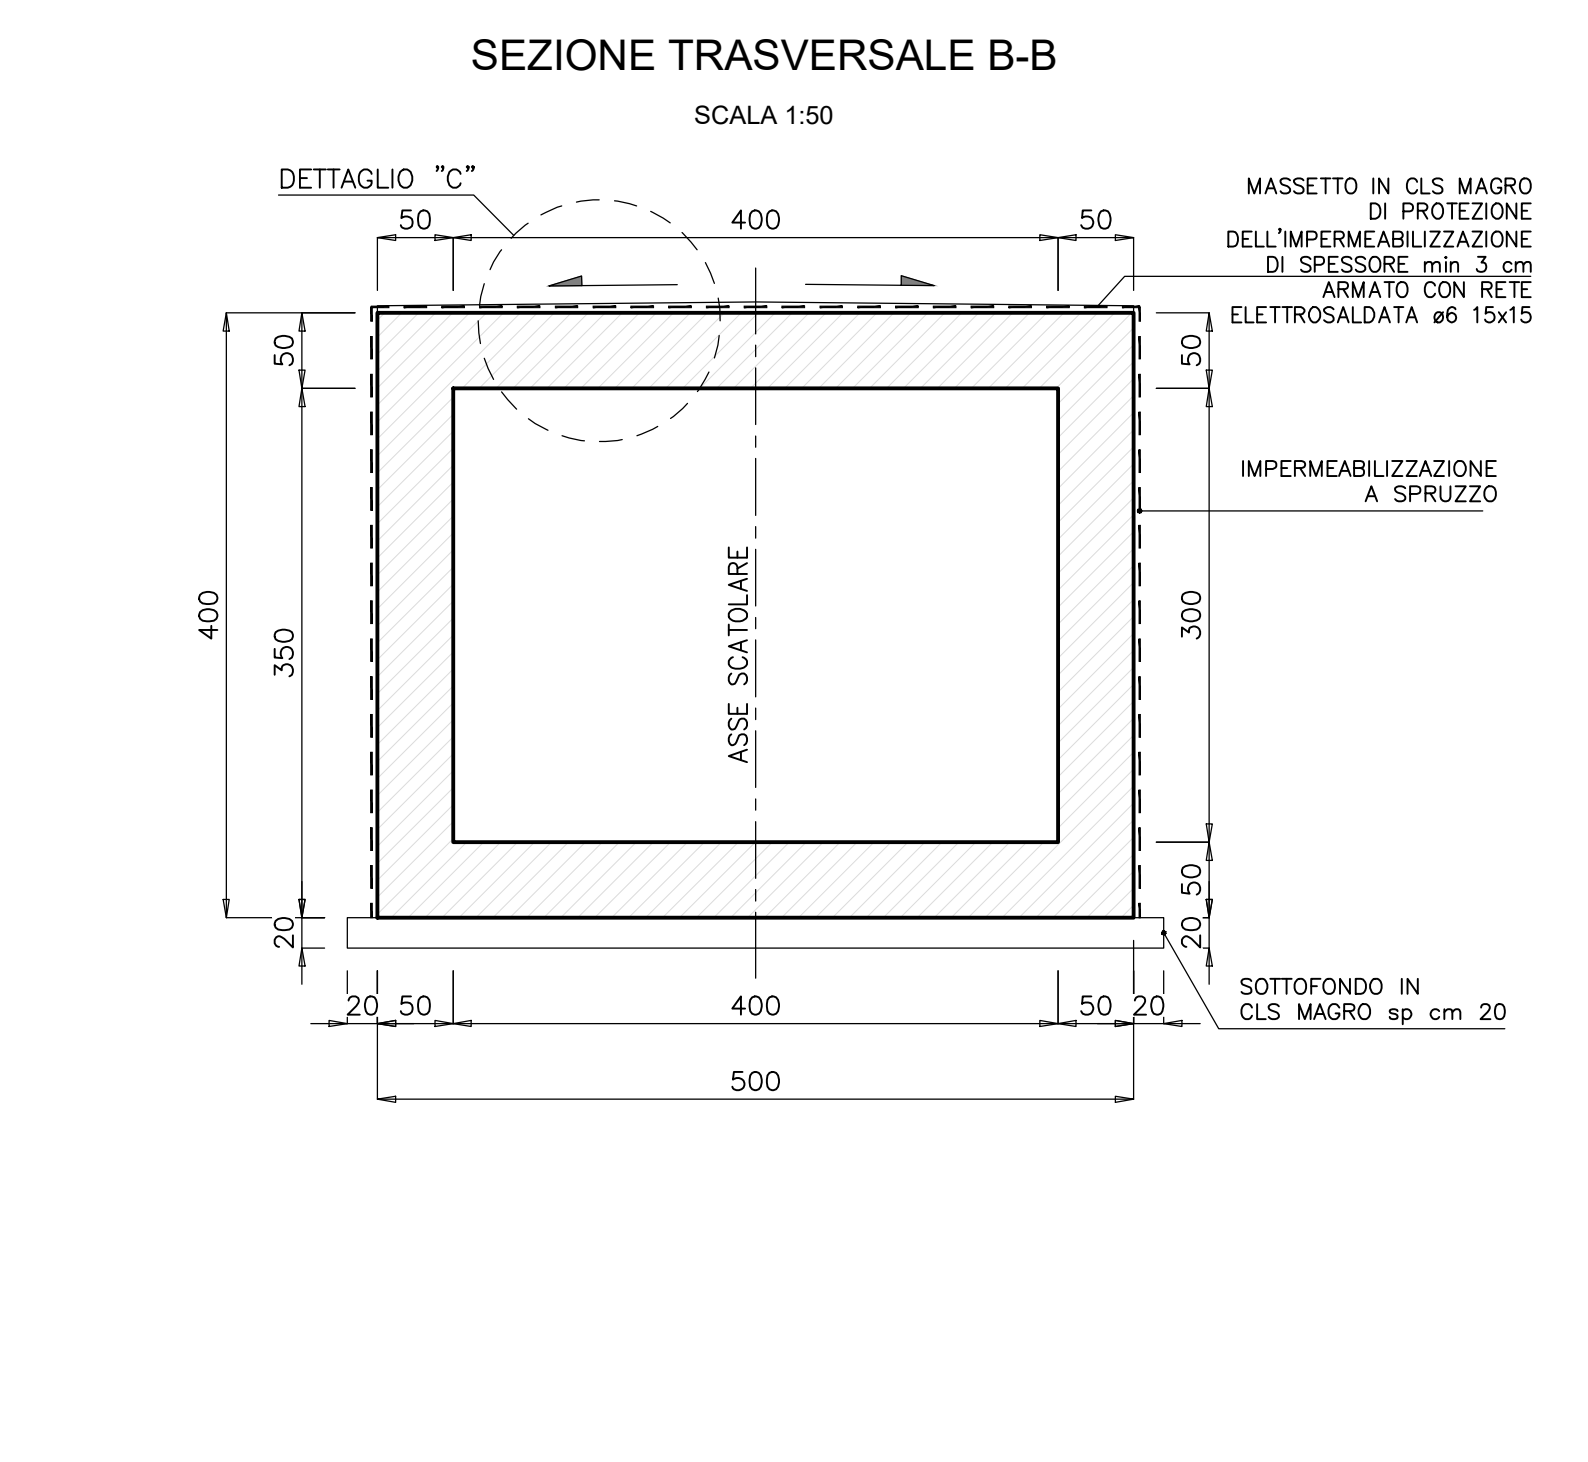 SEZIONE TRASVERSALE B-B
SCALA 1:50
DETTAGLIO "C"
MASSETTO IN CLS MAGRO
DI PROTEZIONE
DELL'IMPERMEABILIZZAZIONE
DI SPESSORE min 3 cm
ARMATO CON RETE
ELETTROSALDATA ø6 15x15
50
400
50
50
50
IMPERMEABILIZZAZIONE
A SPRUZZO
400
350
ASSE SCATOLARE
300
50
20
20
SOTTOFONDO IN
CLS MAGRO sp cm 20
20
50
400
50
20
500